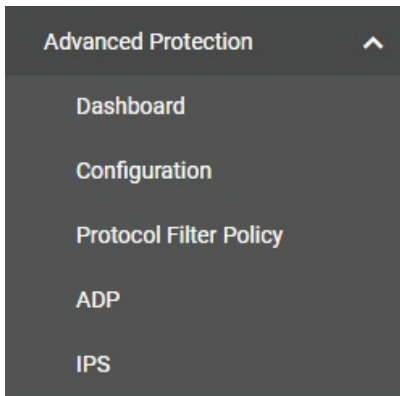 Advanced Protection
Dashboard
Configuration
Protocol Filter Policy
ADP
IPS